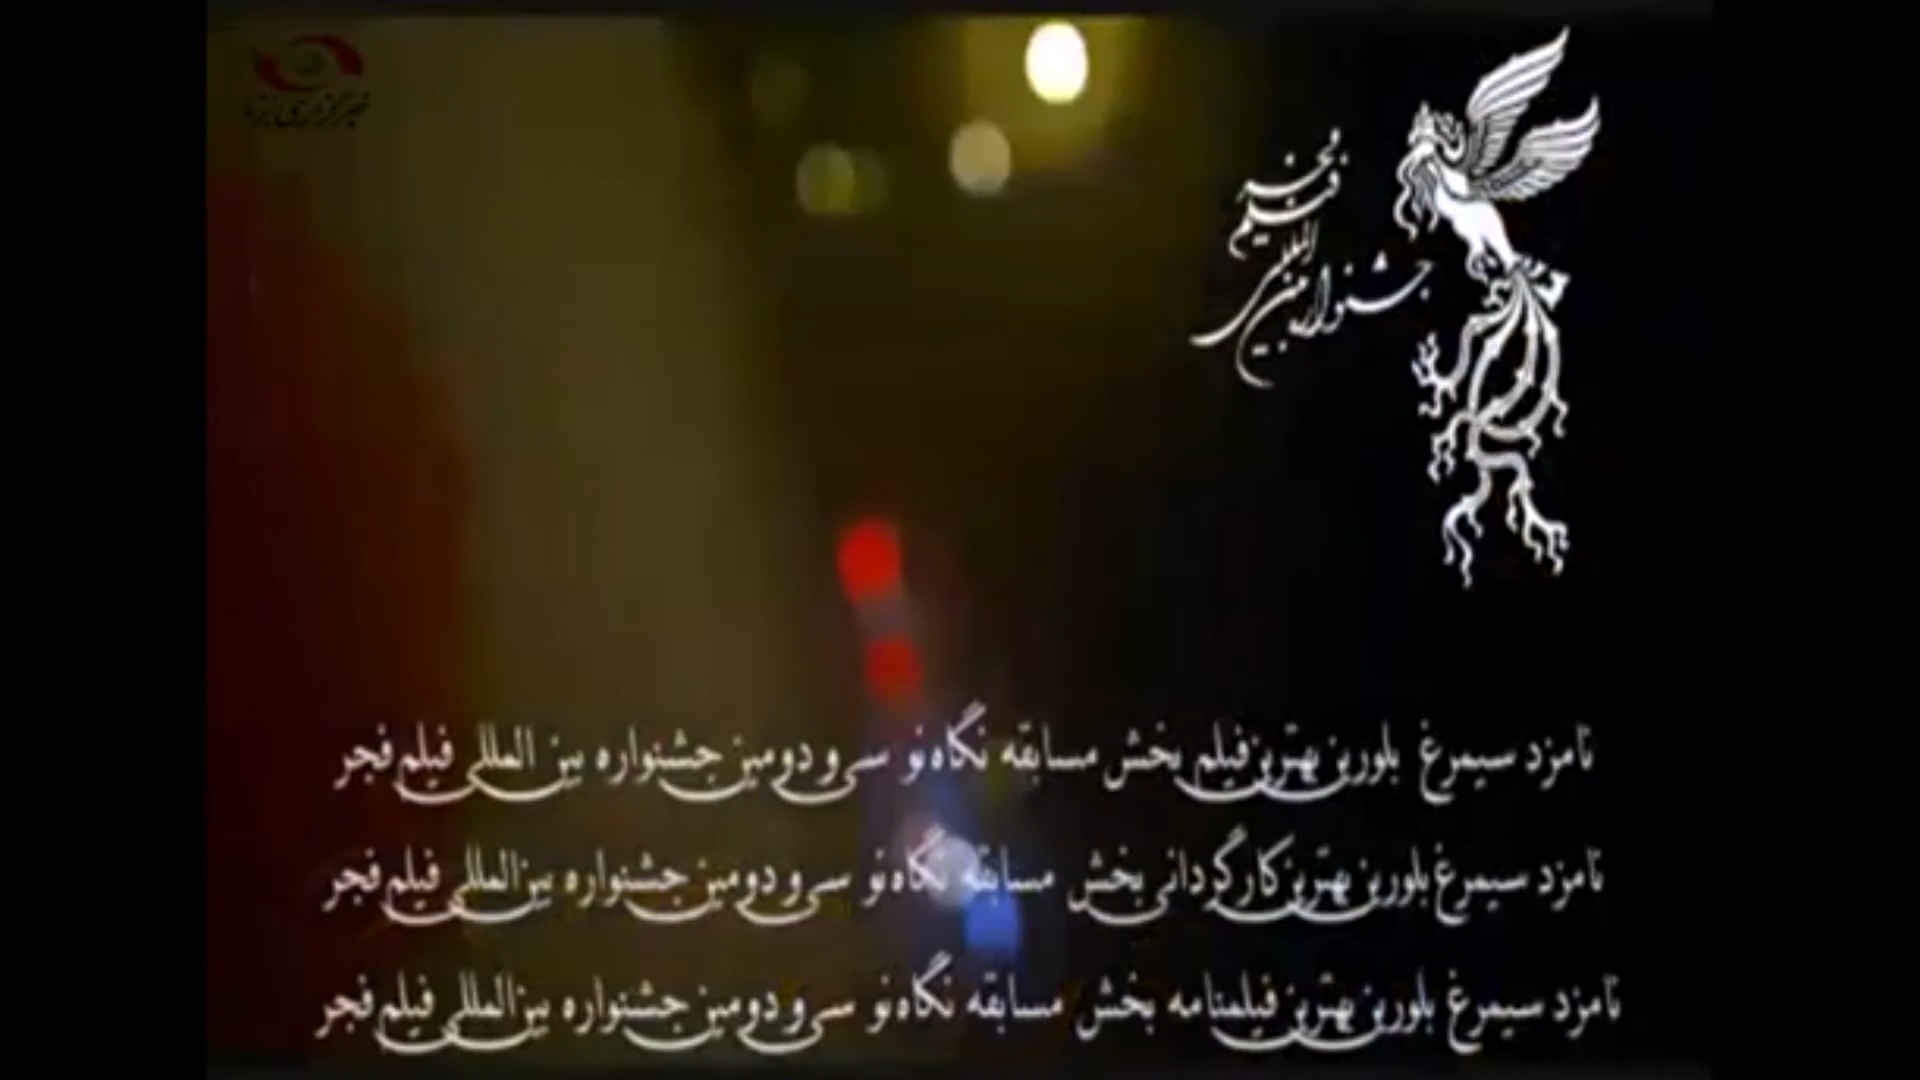 خبرگزاری برنا
جشنواره بین المللی فیلم فجر
نامزد سیمرغ بلورین بهترین فیلم بخش مسابقه نگاه نو سی و دومین جشنواره بین المللی فیلم فجر
نامزد سیمرغ بلورین بهترین کارگردانی بخش مسابقه نگاه نو سی و دومین جشنواره بین المللی فیلم فجر
نامزد سیمرغ بلورین بهترین فیلمنامه بخش مسابقه نگاه نو سی و دومین جشنواره بین المللی فیلم فجر